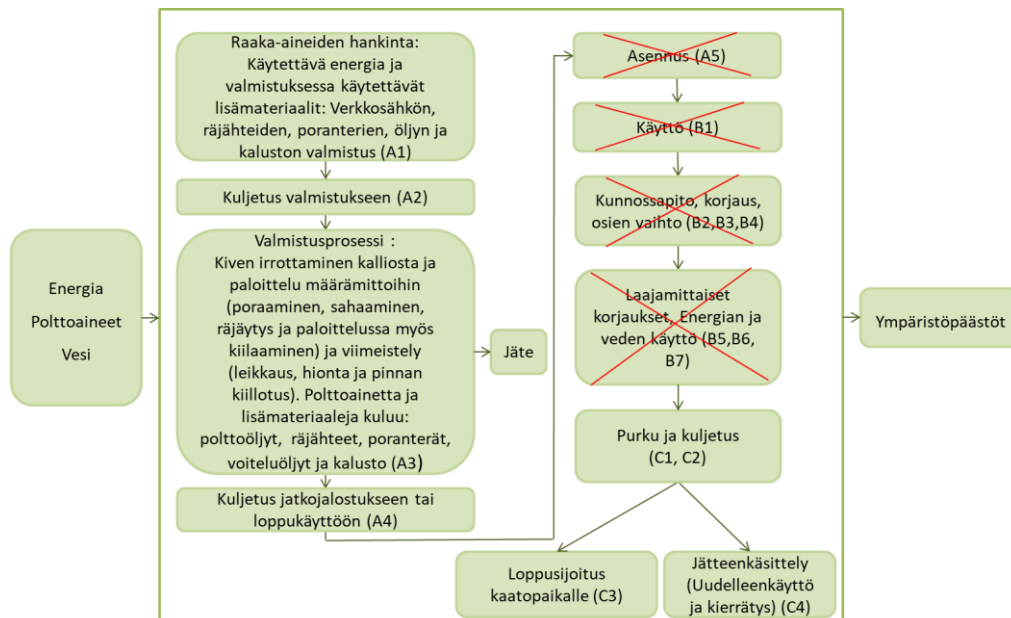 Energia
Polttoaineet
Vesi
Raaka-aineiden hankinta:
Käytettävä energia ja
valmistuksessa käytettävät
lisämateriaalit: Verkkosähkön,
räjähteiden, poranterien, öljyn ja
kaluston valmistus (A1)
Kuljetus valmistukseen (A2)
Valmistusprosessi :
Kiven irrottaminen kalliosta ja
paloittelu määrämittoihin
(poraaminen, sahaaminen,
räjäytys ja paloittelussa myös
kiilaaminen) ja viimeistely
(leikkaus, hionta ja pinnan
kiillotus). Polttoainetta ja
lisämateriaaleja kuluu:
polttoöljyt, räjähteet, poranterät,
voiteluöljyt ja kalusto (A3)
Jäte
Kuljetus jatkojalostukseen tai
loppukäyttöön (A4)
Asennus (A5)
Käyttö (B1)
Kunnossapito, korjaus,
osien vaihto (B2,B3,B4)
Laajamittaiset
korjaukset, Energian ja
veden käyttö (B5,B6,
B7)
Purku ja kuljetus
(C1, C2)
Loppusijoitus
kaatopaikalle (C3)
Jätteenkäsittely
(Uudelleenkäyttö
ja kierrätys) (C4)
Ympäristöpäästöt